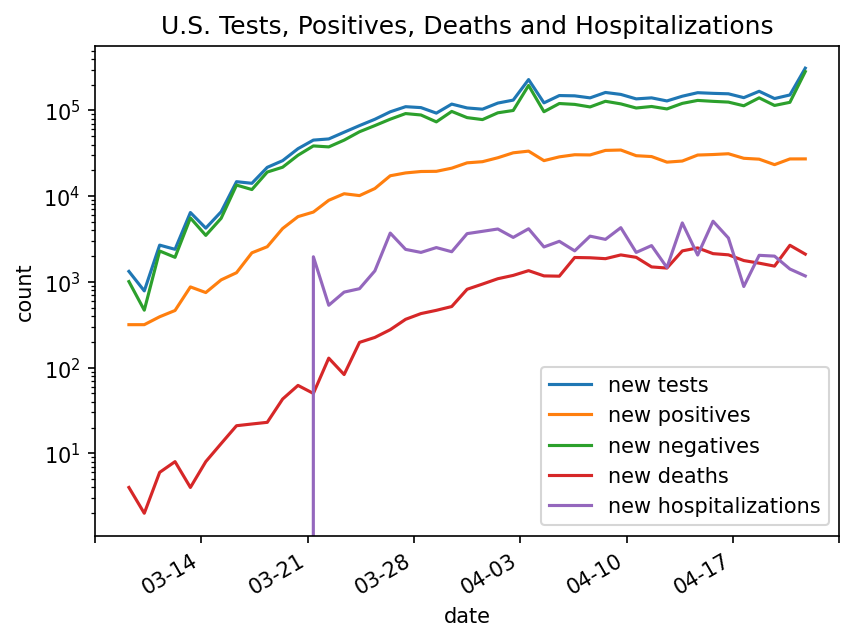 U.S. Tests, Positives, Deaths and Hospitalizations
10^5
10^4
10^3
10^2
10^1
count
new tests
new positives
new negatives
new deaths
new hospitalizations
03-14
03-21
03-28
04-03
04-10
04-17
date